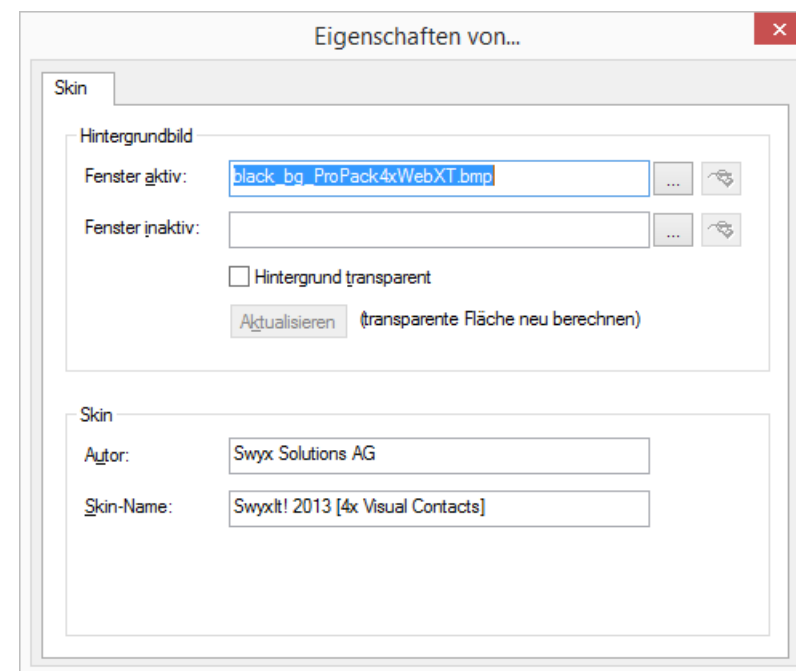 Eigenschaften von...
Skin
Hintergrundbild
Fenster aktiv: black_bg_ProPack4xWebXT.bmp ...
Fenster inaktiv: ...
Hintergrund transparent
Aktualisieren (transparente Fläche neu berechnen)
Skin
Autor: Swyx Solutions AG
Skin-Name: SwyxIt! 2013 [4x Visual Contacts]